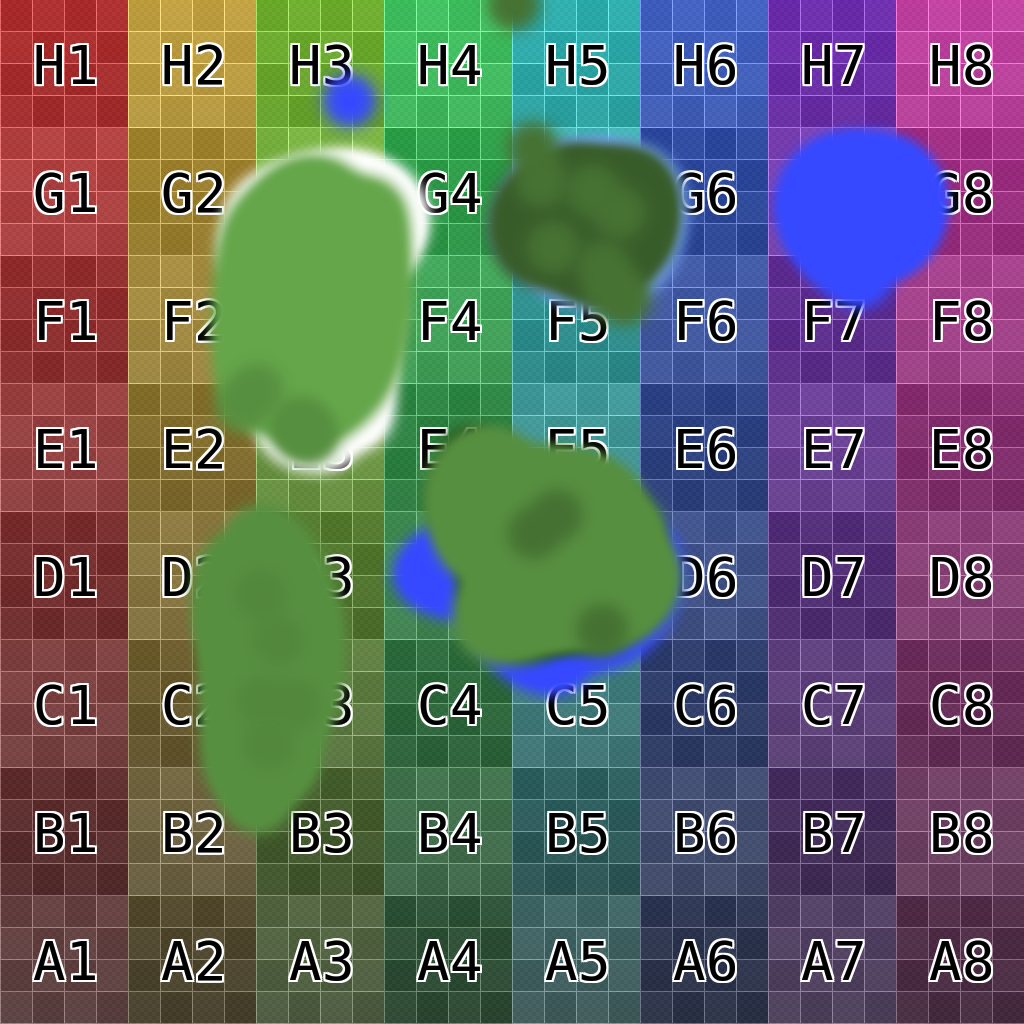 H1 H2 H3 H4 H5 H6 H7 H8
G1 G2 G4 G6 G8
F1 F2 F4 F5 F6 F7 F8
E1 E2 E5 E6 E7 E8
D1 D6 D7 D8
C1 C4 C5 C6 C7 C8
B1 B2 B3 B4 B5 B6 B7 B8
A1 A2 A3 A4 A5 A6 A7 A8